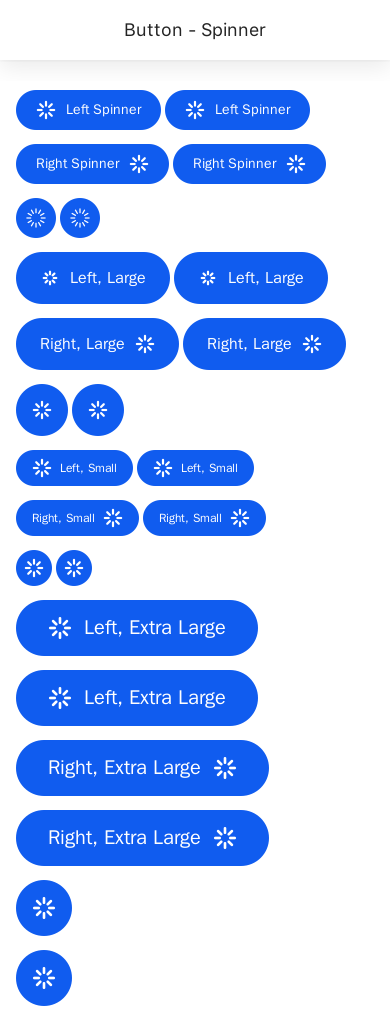 Button - Spinner
Left Spinner Left Spinner
Right Spinner Right Spinner
Left, Large Left, Large
Right, Large Right, Large
Left, Small Left, Small
Right, Small Right, Small
Left, Extra Large
Left, Extra Large
Right, Extra Large
Right, Extra Large